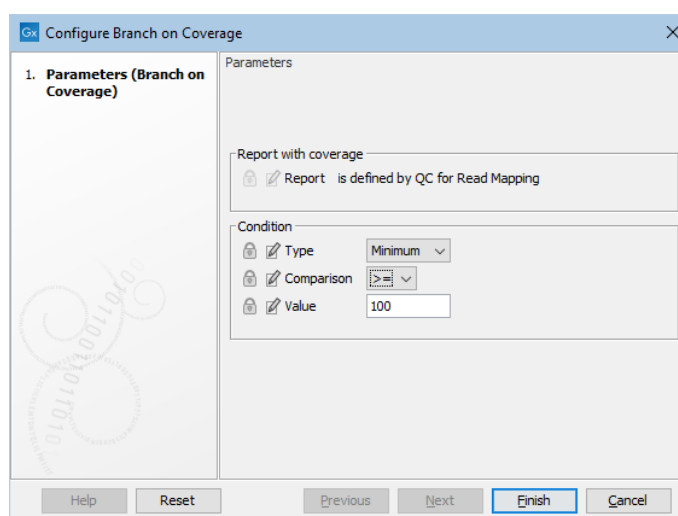 Gx Configure Branch on Coverage
1. Parameters (Branch on
Coverage)
Parameters
Report with coverage
Report is defined by QC for Read Mapping
Condition
Type Minimum
Comparison >=
Value 100
Help Reset Previous Next Finish Cancel